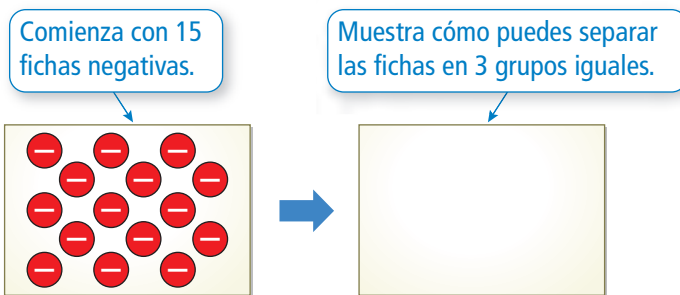 Comienza con 15
fichas negativas.
Muestra cómo puedes separar
las fichas en 3 grupos iguales.